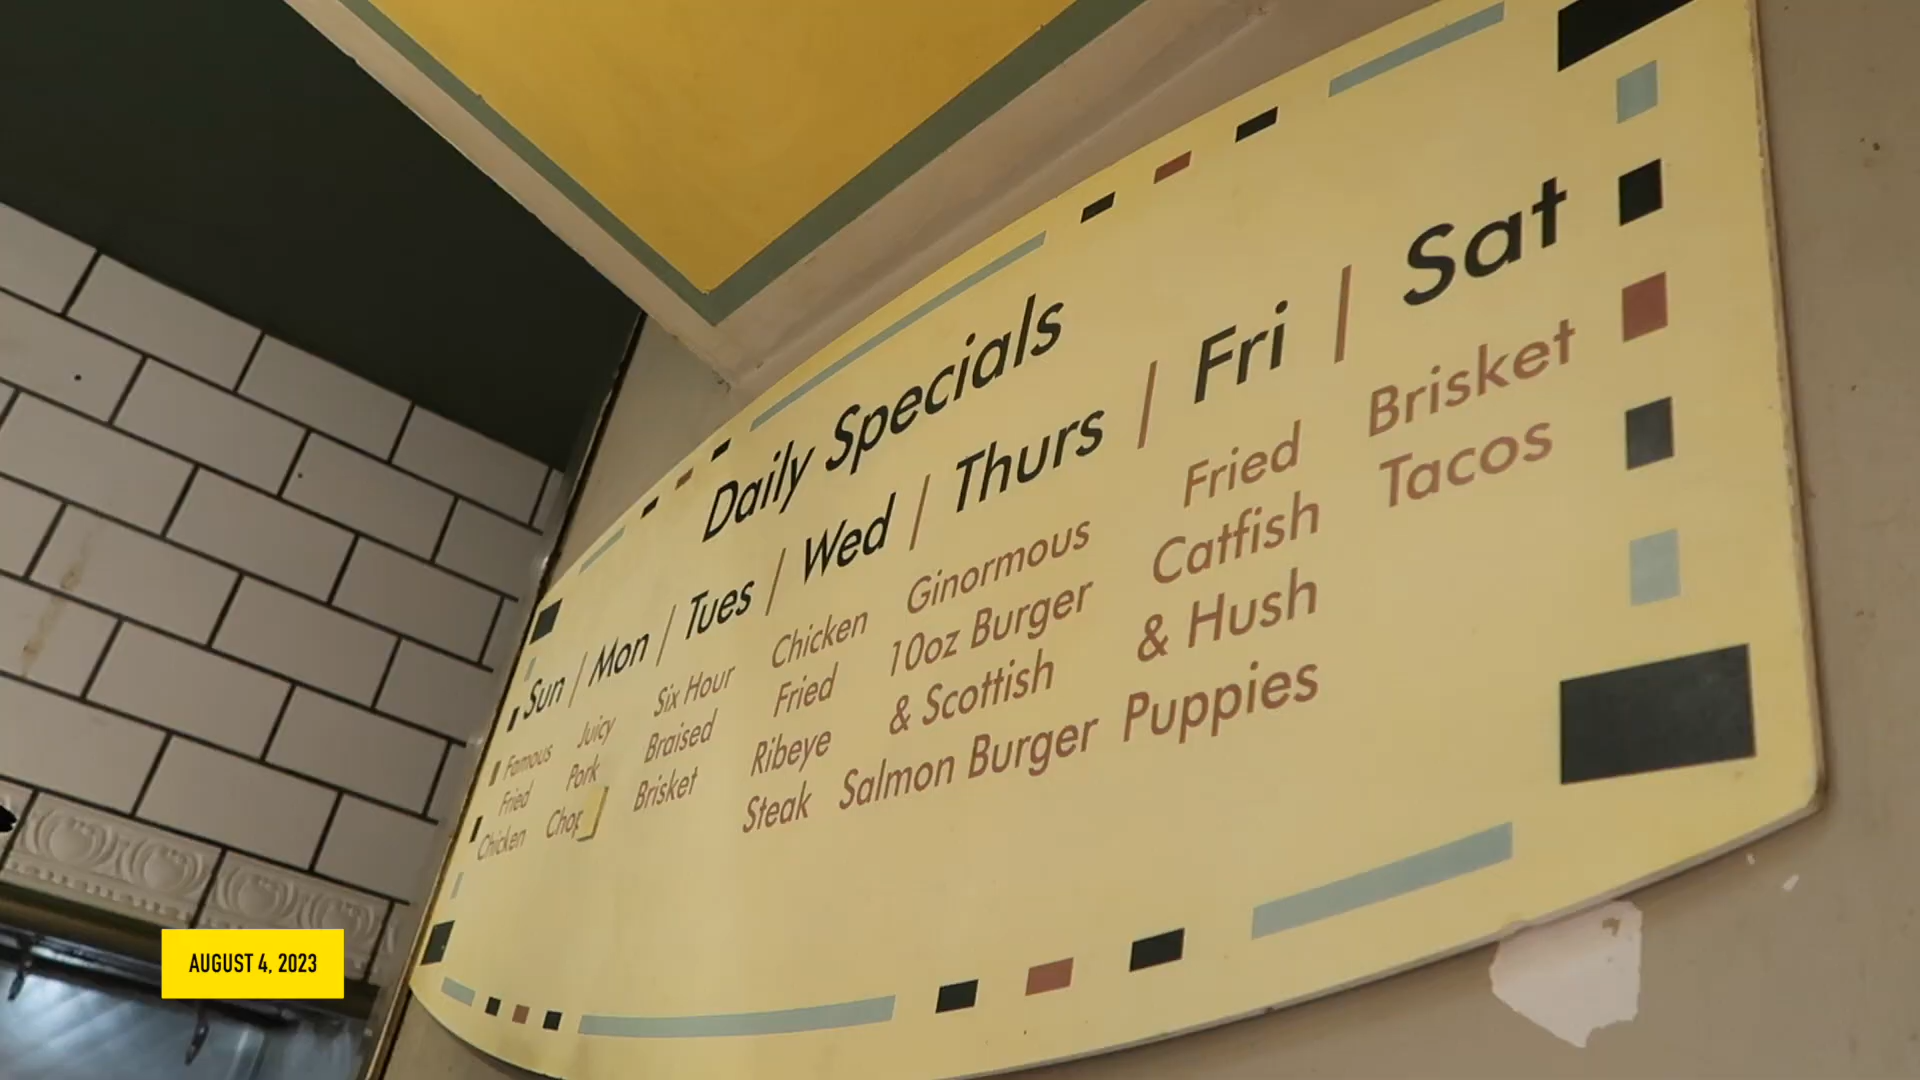 Daily Specials
Sun | Mon | Tues | Wed | Thurs | Fri | Sat
Famous
Fried
Chicken
Juicy
Pork
Chop
Six Hour
Braised
Brisket
Chicken
Fried
Ribeye
Steak
Ginormous
10oz Burger
& Scottish
Salmon Burger
Fried
Catfish
& Hush
Puppies
Brisket
Tacos
AUGUST 4, 2023